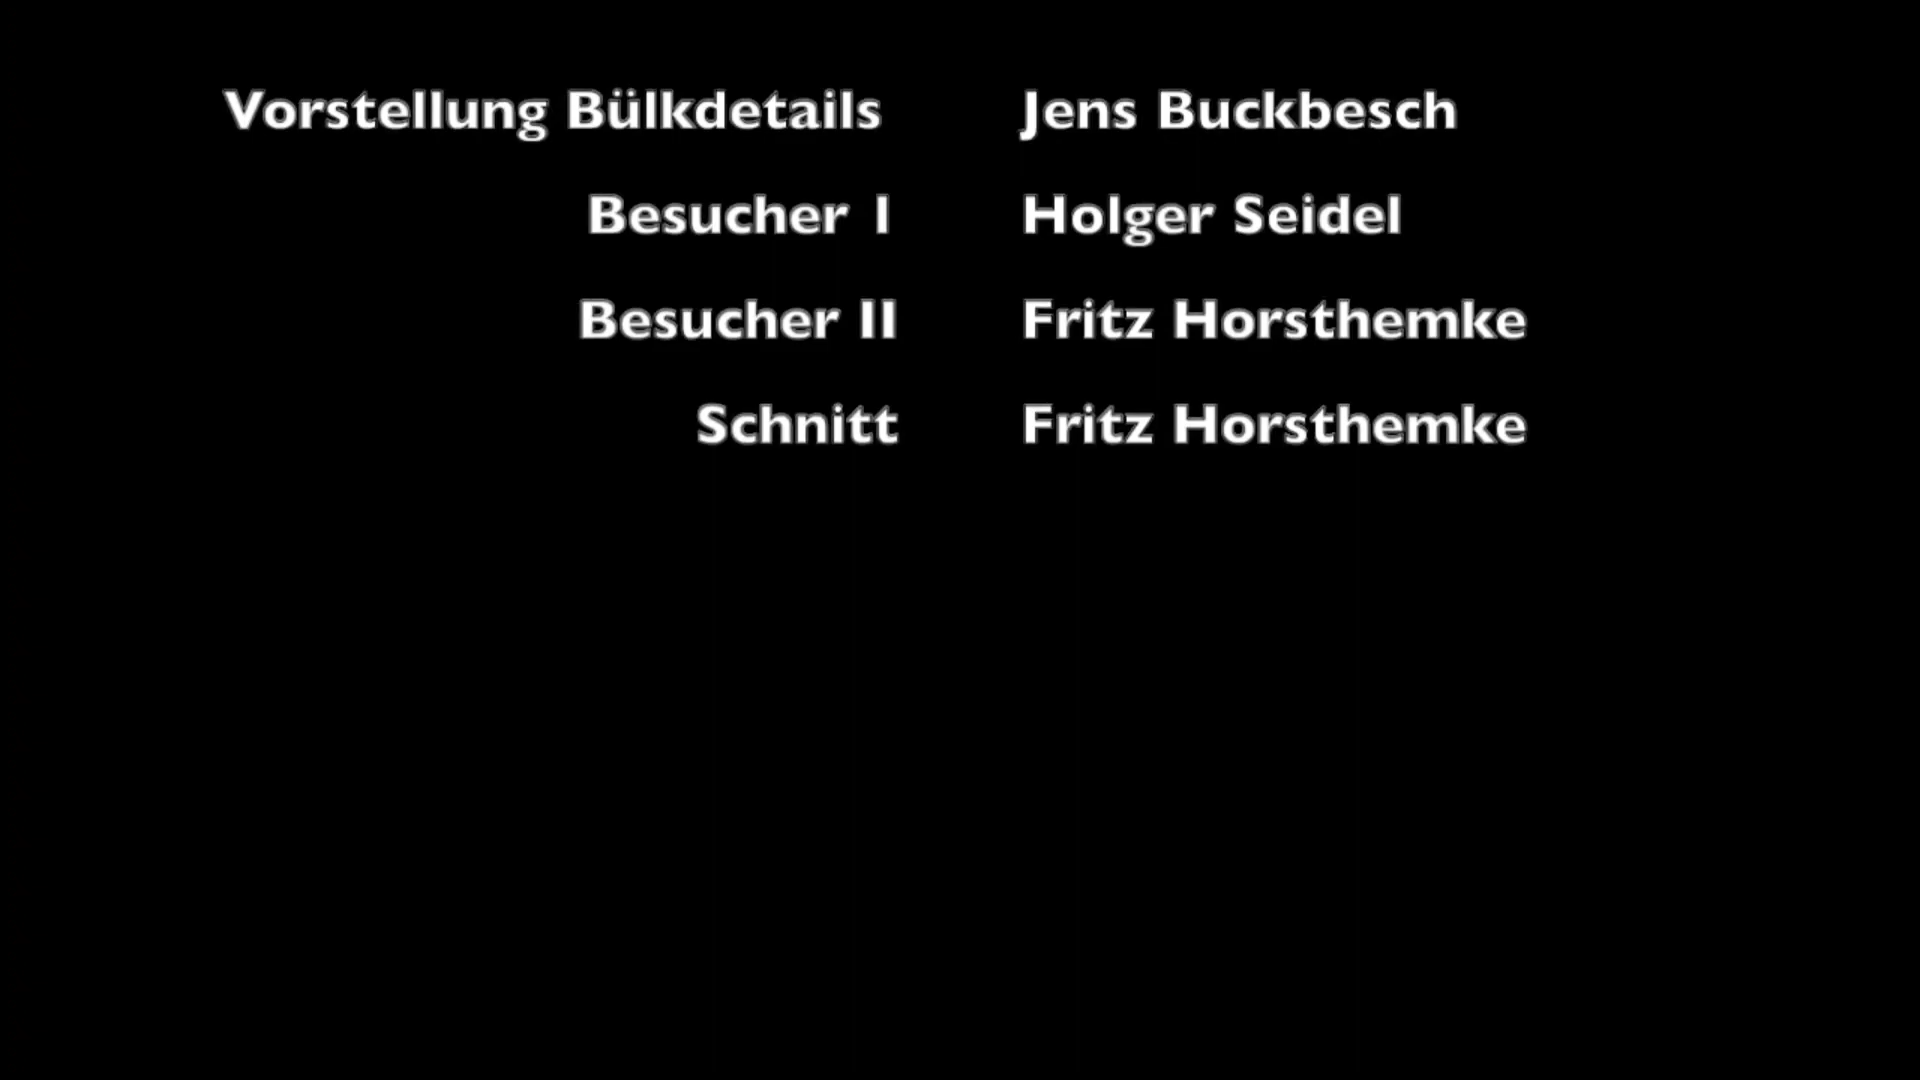 Vorstellung Bülkdetails Jens Buckbesch
Besucher I Holger Seidel
Besucher II Fritz Horsthemke
Schnitt Fritz Horsthemke